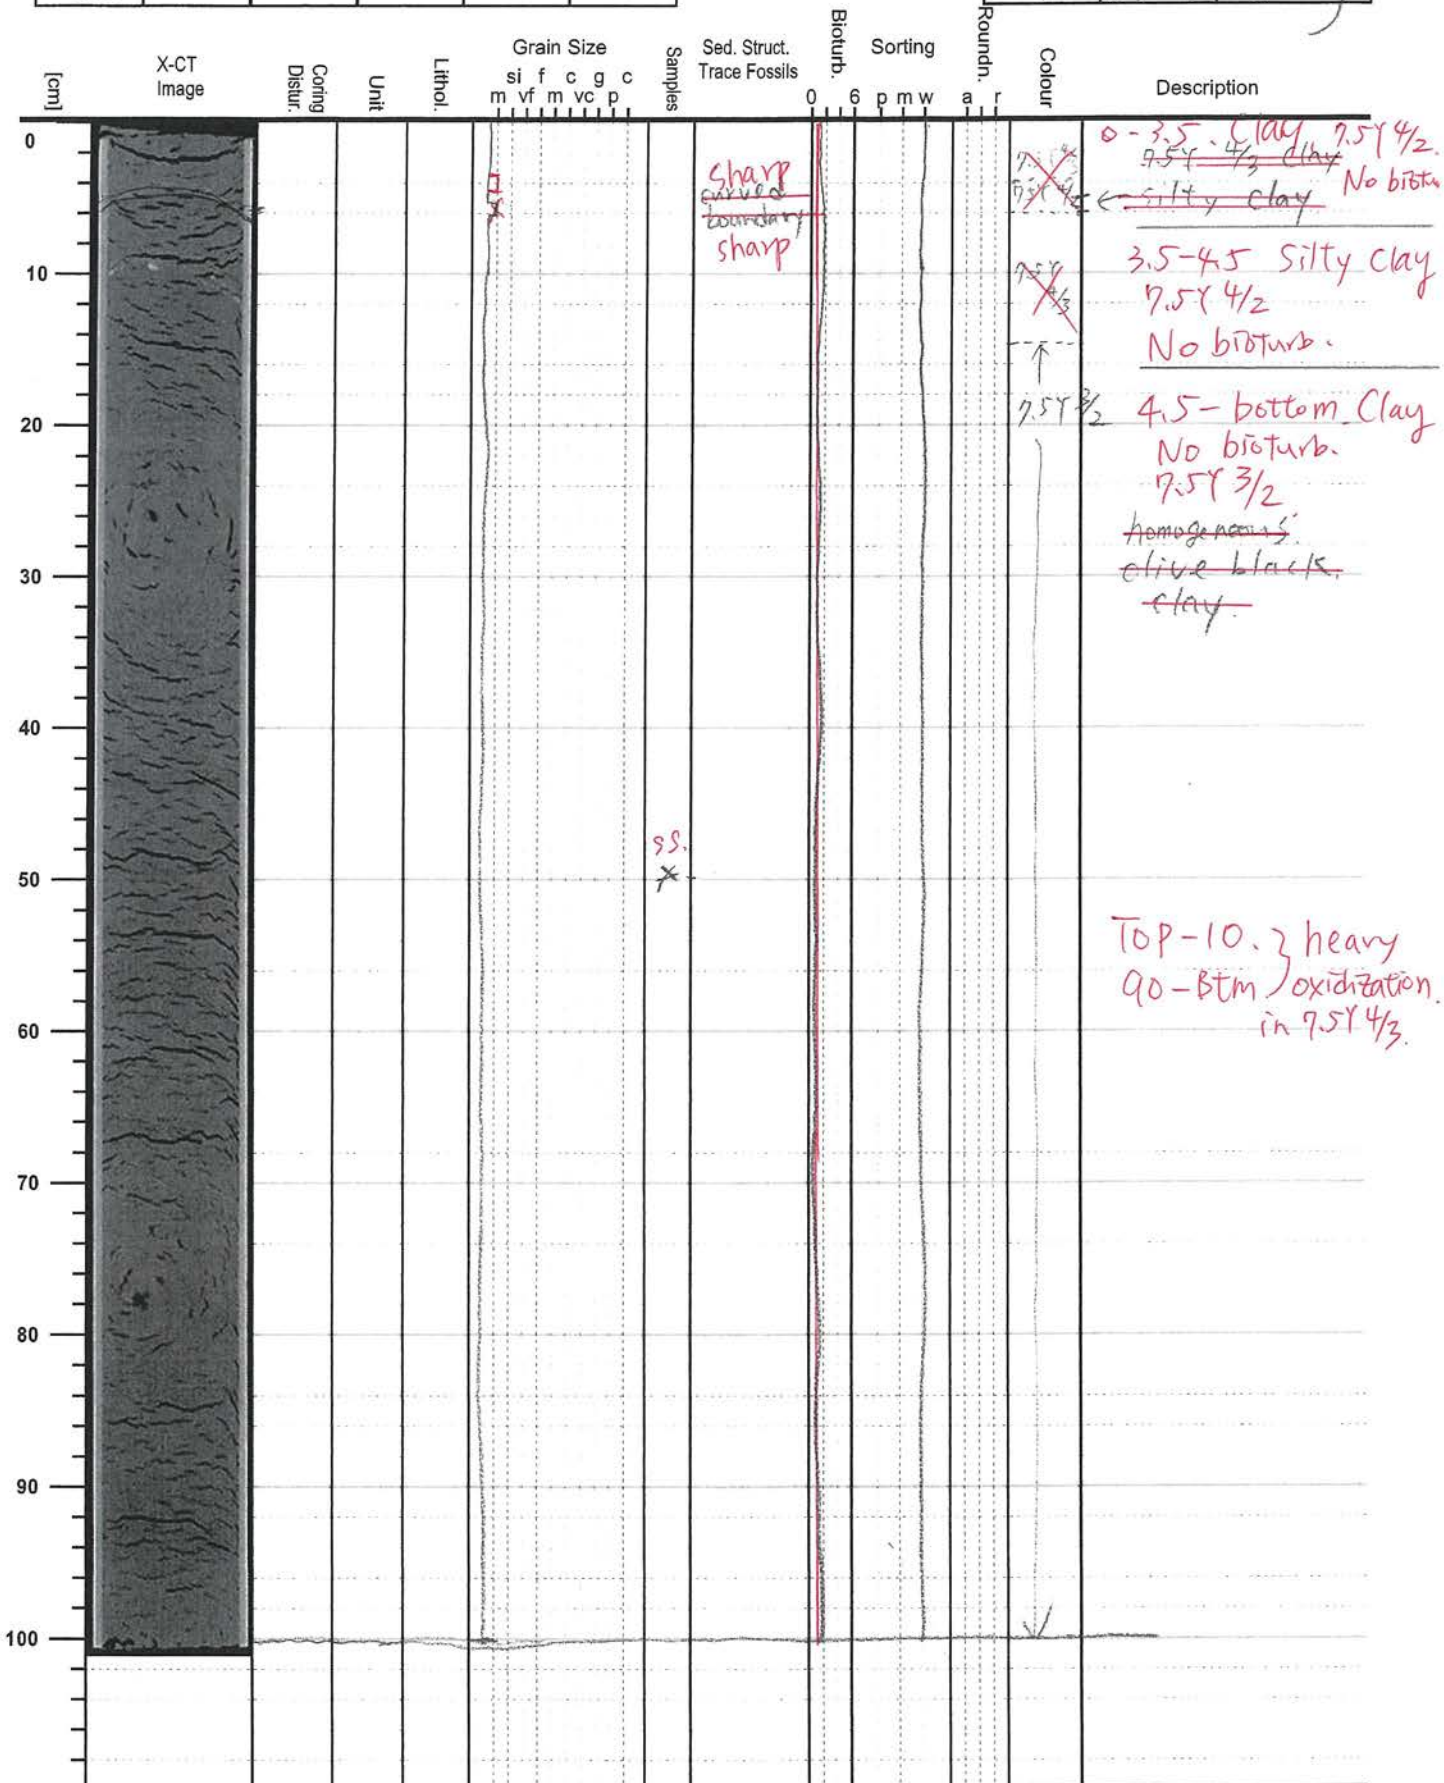 [cm]
X-CT
Image
Coring
Distur.
Unit
Lithol.
Grain Size
si f c g c
m vf m vc p r
Samples
Sed. Struct.
Trace Fossils
Bioturb.
0 6
Sorting
p m w
Roundn.
a r
Colour
Description
0
10
20
30
40
50
60
70
80
90
100
sharp
curved
boundary
sharp
s.s.
7.5Y
4/3
7.5Y 3/2
0-3.5. Clay 7.5Y 4/2.
7.5Y 4/3 clay
No biotu
silty clay
3.5-4.5 Silty Clay
7.5Y 4/2
No bioturb.
4.5-bottom Clay
No bioturb.
7.5Y 3/2
homogeneous.
olive black.
clay.
Top-10. } heavy
90-Btm } oxidization.
in 7.5Y 4/3.